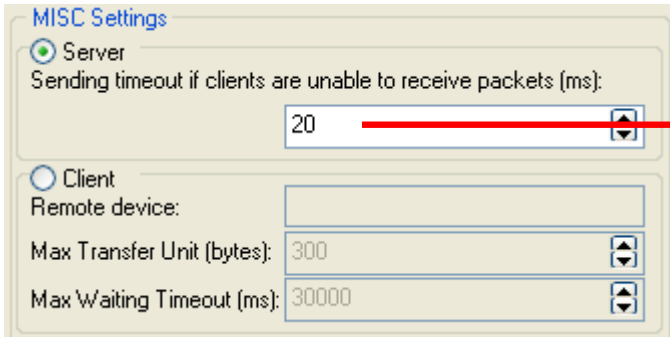 MISC Settings
Server
Sending timeout if clients are unable to receive packets (ms):
20
Client
Remote device:
Max Transfer Unit (bytes): 300
Max Waiting Timeout (ms): 30000